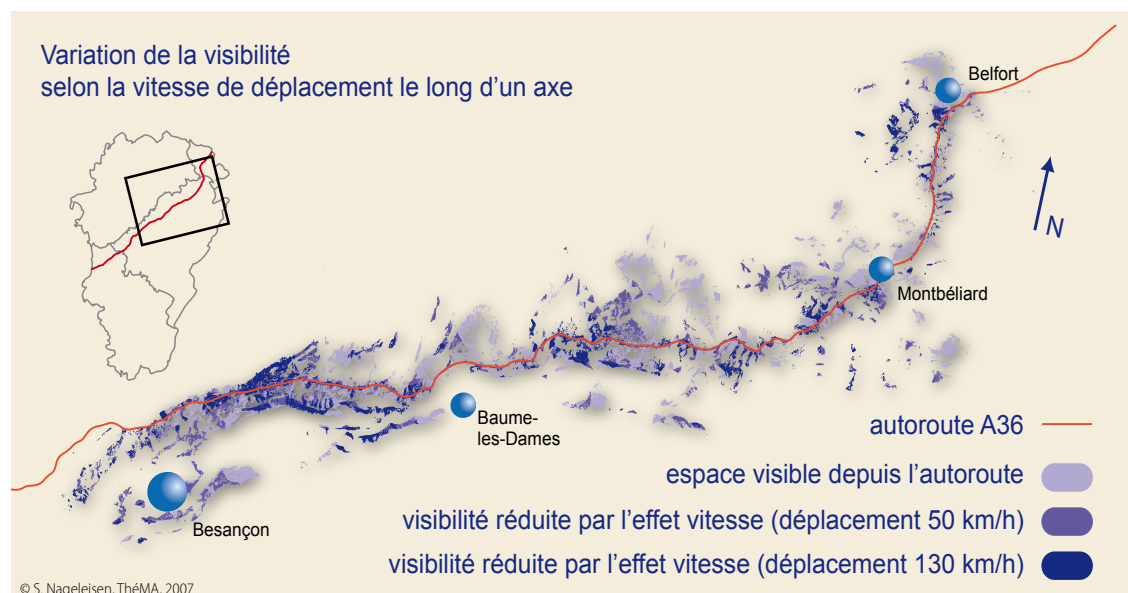 Variation de la visibilité
selon la vitesse de déplacement le long d’un axe
Belfort
N
Montbéliard
Baume-
les-Dames
Besançon
autoroute A36
espace visible depuis l’autoroute
visibilité réduite par l’effet vitesse (déplacement 50 km/h)
visibilité réduite par l’effet vitesse (déplacement 130 km/h)
© S. Nageleisen, ThéMA, 2007